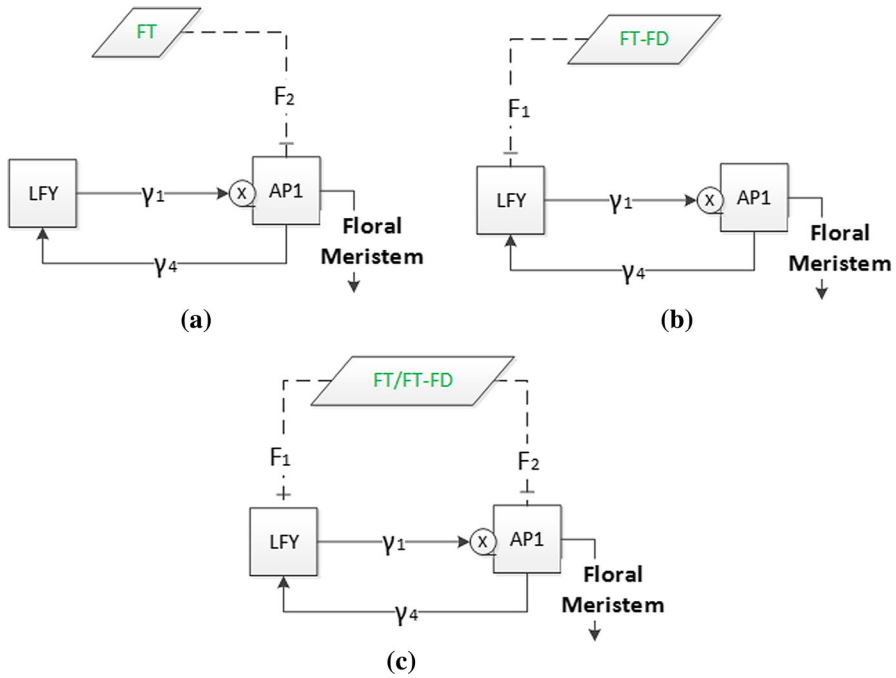 FT
F2
LFY
γ1
X
AP1
Floral
Meristem
γ4
(a)
FT-FD
F1
LFY
γ1
X
AP1
Floral
Meristem
γ4
(b)
FT/FT-FD
F1
F2
LFY
γ1
X
AP1
Floral
Meristem
γ4
(c)